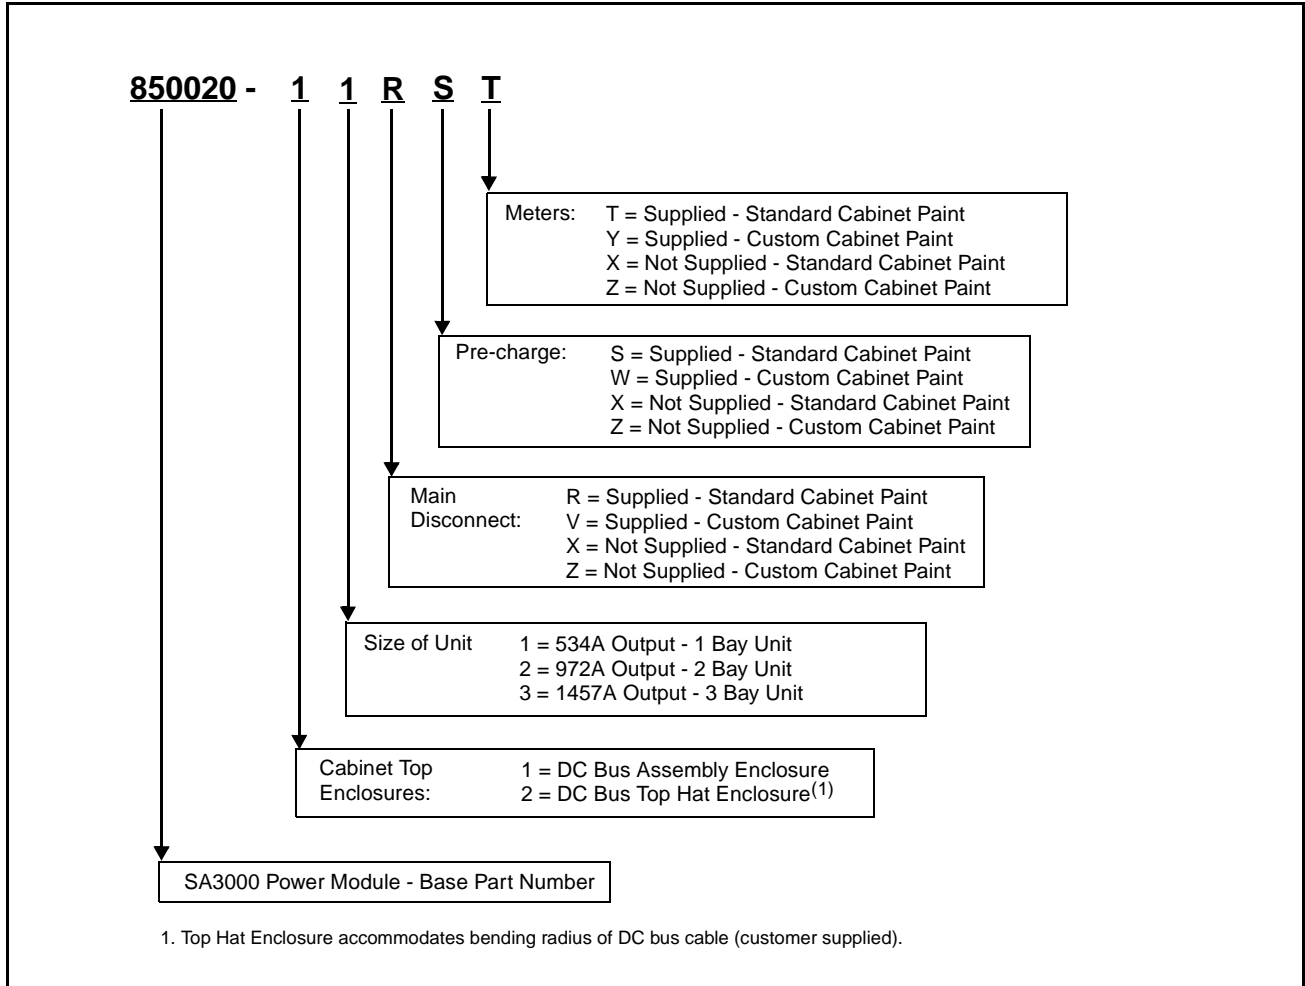 850020 - 1 1 R S T
Meters: T = Supplied - Standard Cabinet Paint
Y = Supplied - Custom Cabinet Paint
X = Not Supplied - Standard Cabinet Paint
Z = Not Supplied - Custom Cabinet Paint
Pre-charge: S = Supplied - Standard Cabinet Paint
W = Supplied - Custom Cabinet Paint
X = Not Supplied - Standard Cabinet Paint
Z = Not Supplied - Custom Cabinet Paint
Main R = Supplied - Standard Cabinet Paint
Disconnect: V = Supplied - Custom Cabinet Paint
X = Not Supplied - Standard Cabinet Paint
Z = Not Supplied - Custom Cabinet Paint
Size of Unit 1 = 534A Output - 1 Bay Unit
2 = 972A Output - 2 Bay Unit
3 = 1457A Output - 3 Bay Unit
Cabinet Top 1 = DC Bus Assembly Enclosure
Enclosures: 2 = DC Bus Top Hat Enclosure(1)
SA3000 Power Module - Base Part Number
1. Top Hat Enclosure accommodates bending radius of DC bus cable (customer supplied).